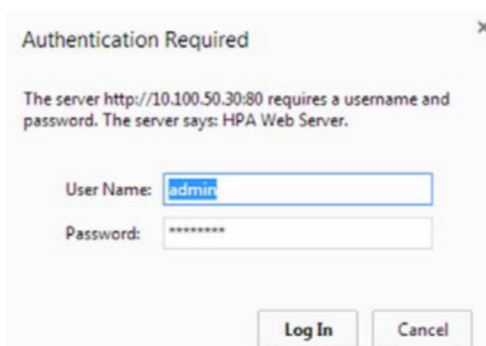 Authentication Required
The server http://10.100.50.30:80 requires a username and
password. The server says: HPA Web Server.
User Name: admin
Password: ********
Log In Cancel